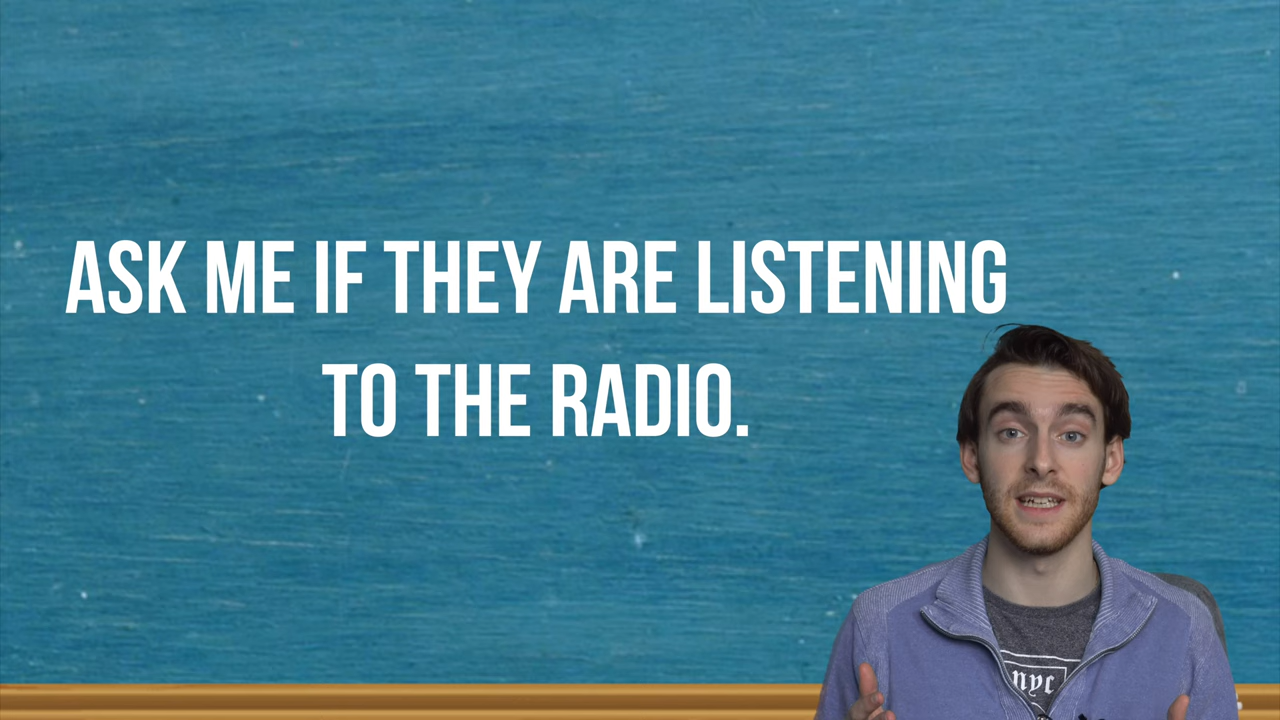 ASK ME IF THEY ARE LISTENING
TO THE RADIO.
nyc